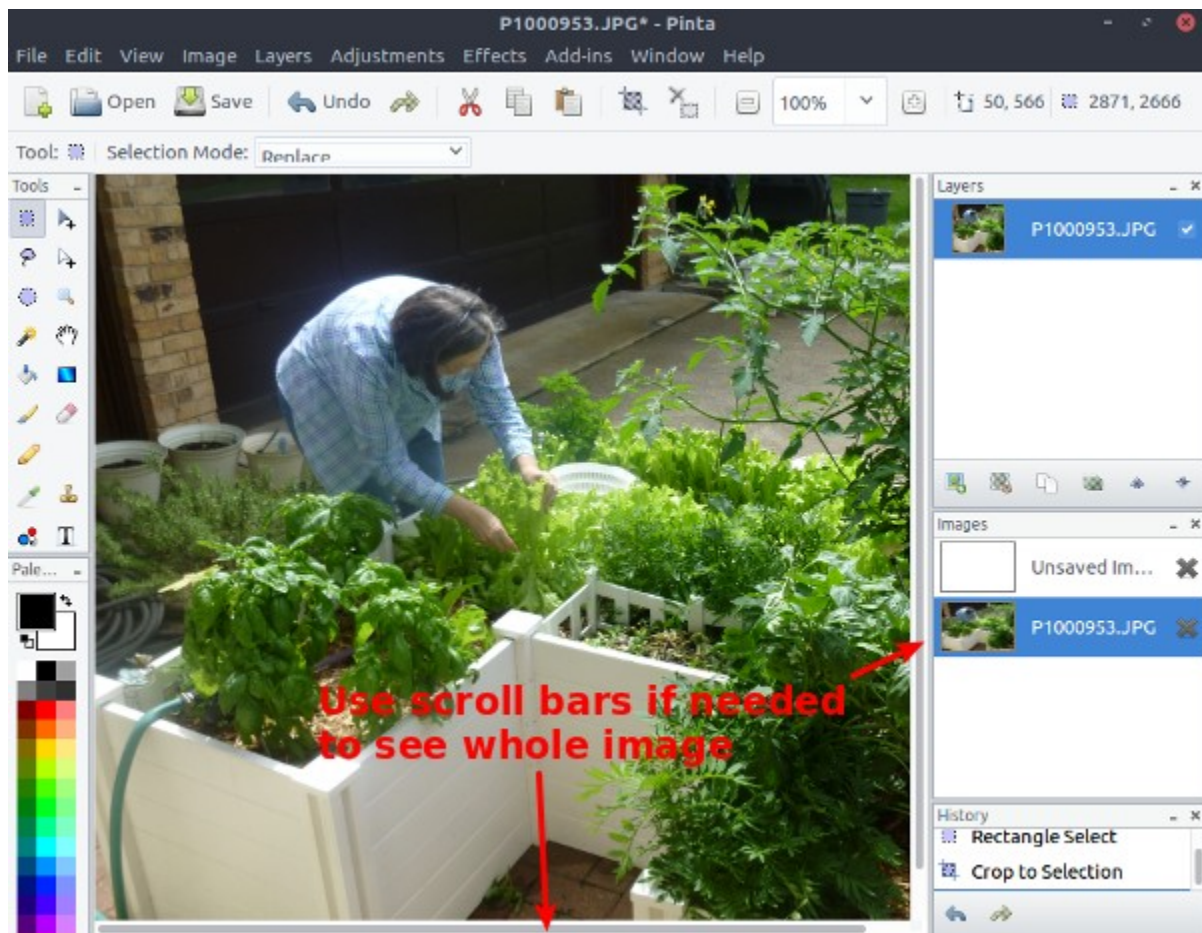 P1000953.JPG* - Pinta
File Edit View Image Layers Adjustments Effects Add-ins Window Help
Open Save Undo 100% 50, 566 2871, 2666
Tool: Selection Mode: Replace
Tools
Layers
P1000953.JPG
Images
Unsaved Im...
P1000953.JPG
Pale...
T
Use scroll bars if needed
to see whole image
History
Rectangle Select
Crop to Selection